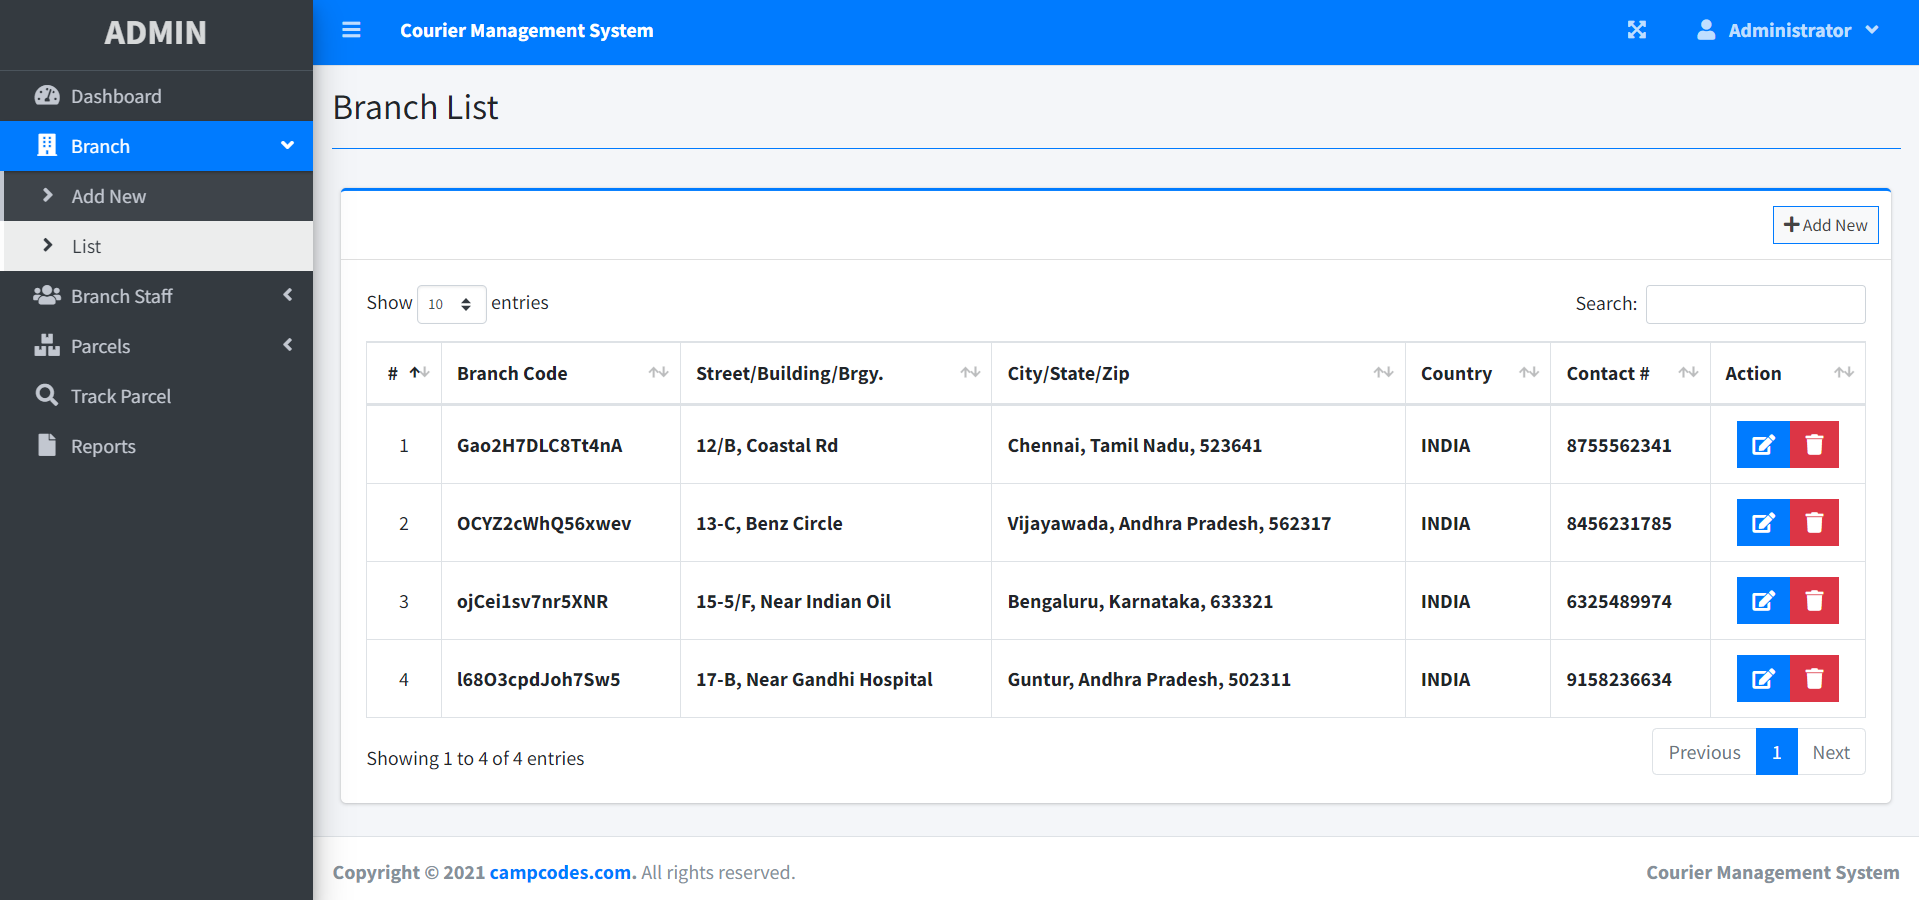 ADMIN
Courier Management System
Administrator
Dashboard
Branch
Add New
List
Branch Staff
Parcels
Track Parcel
Reports
Branch List
Add New
Show 10 entries
Search:
# Branch Code Street/Building/Brgy. City/State/Zip Country Contact # Action
1 Gao2H7DLC8Tt4nA 12/B, Coastal Rd Chennai, Tamil Nadu, 523641 INDIA 8755562341
2 OCYZ2cWhQ56xwev 13-C, Benz Circle Vijayawada, Andhra Pradesh, 562317 INDIA 8456231785
3 ojCei1sv7nr5XNR 15-5/F, Near Indian Oil Bengaluru, Karnataka, 633321 INDIA 6325489974
4 l68O3cpdJoh7Sw5 17-B, Near Gandhi Hospital Guntur, Andhra Pradesh, 502311 INDIA 9158236634
Showing 1 to 4 of 4 entries
Previous 1 Next
Copyright © 2021 campcodes.com. All rights reserved.
Courier Management System